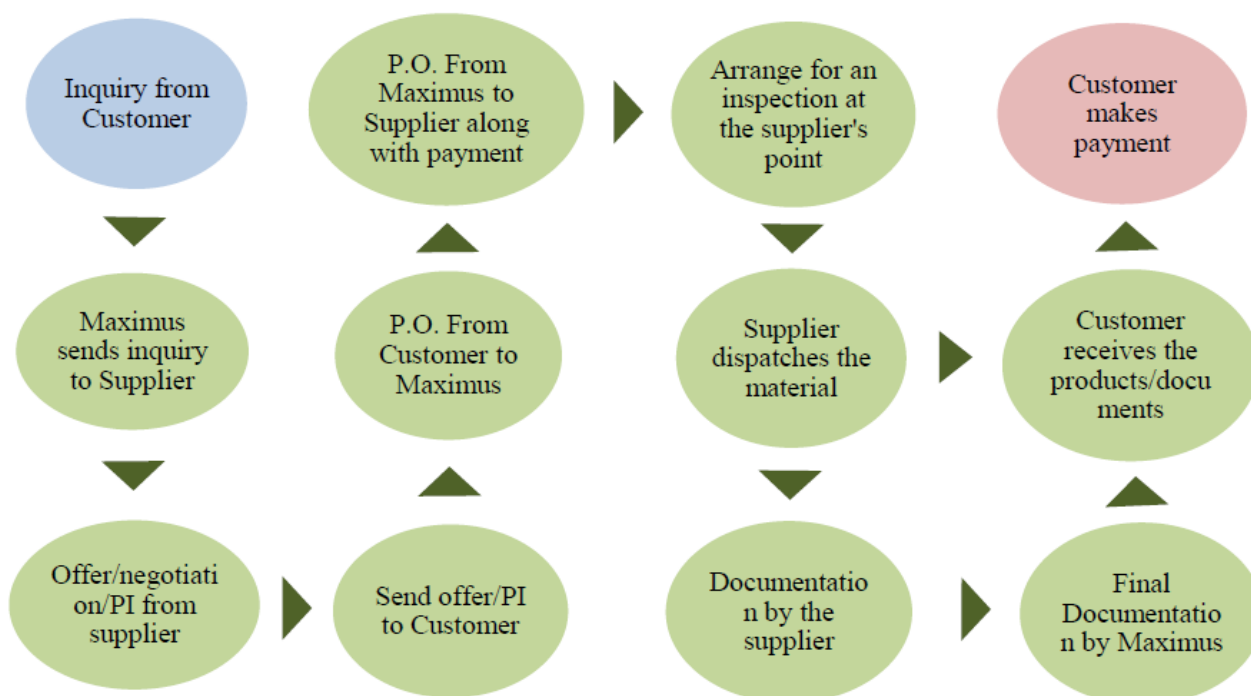 Inquiry from
Customer
Maximus
sends inquiry
to Supplier
Offer/negotiati
on/PI from
supplier
Send offer/PI
to Customer
P.O. From
Customer to
Maximus
P.O. From
Maximus to
Supplier along
with payment
Arrange for an
inspection at
the supplier's
point
Supplier
dispatches the
material
Documentatio
n by the
supplier
Final
Documentatio
n by Maximus
Customer
receives the
products/docu
ments
Customer
makes
payment